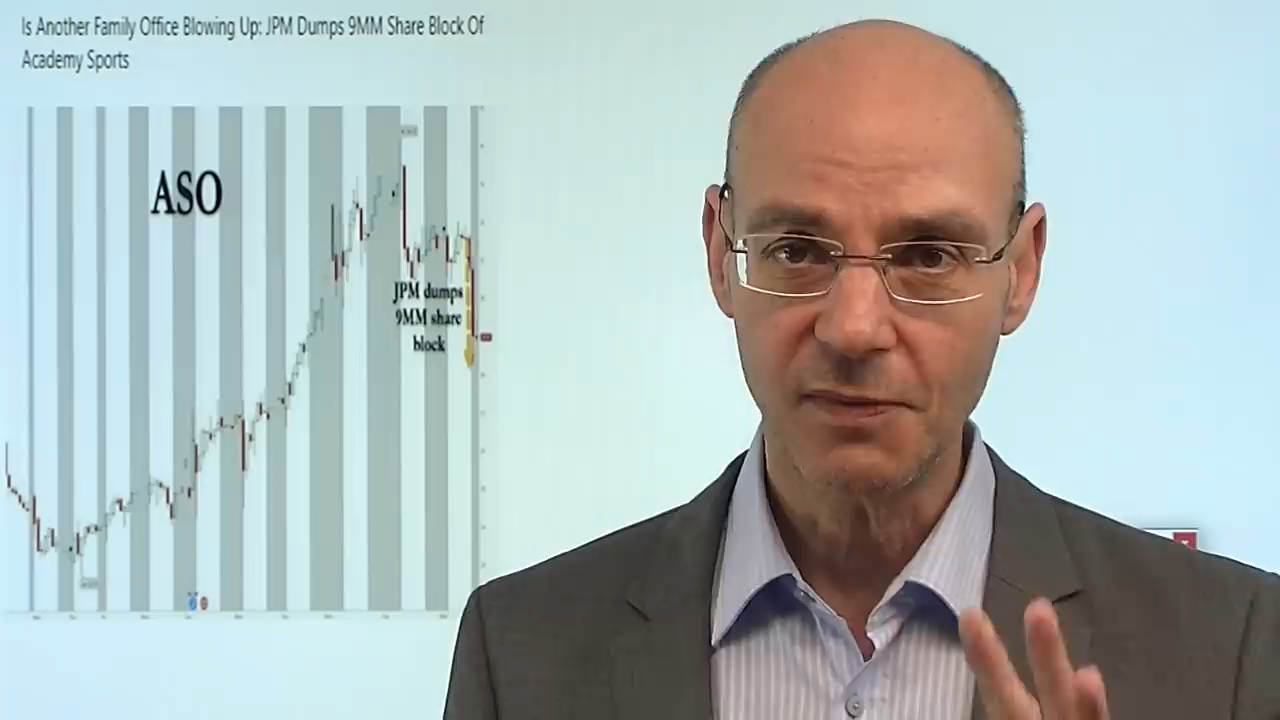 Is Another Family Office Blowing Up: JPM Dumps 9MM Share Block Of
Academy Sports
ASO
JPM dumps
9MM share
block